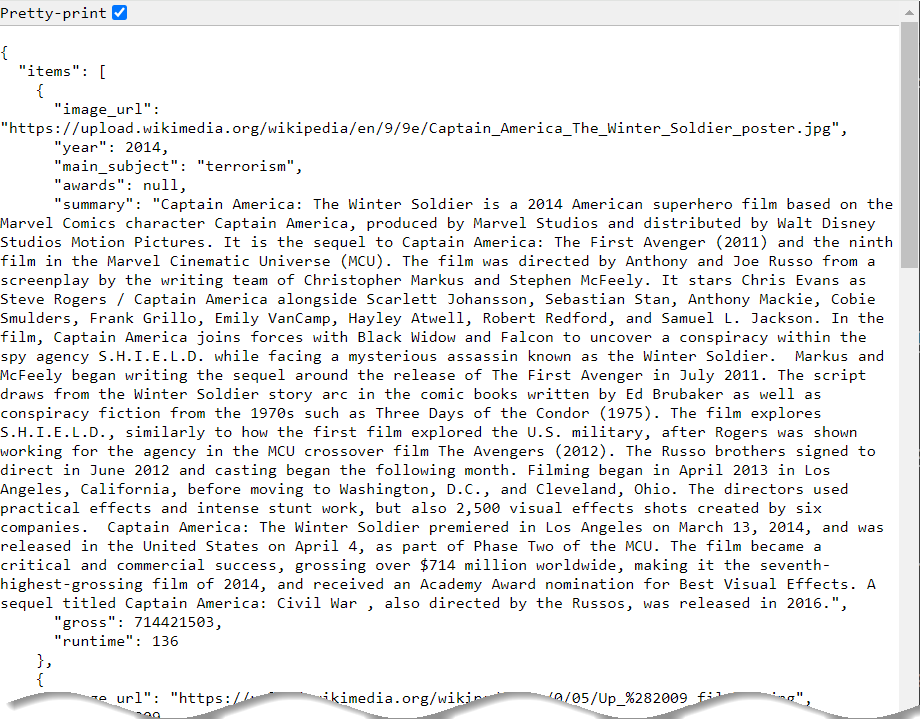 Pretty-print
{
"items": [
{
"image_url":
"https://upload.wikimedia.org/wikipedia/en/9/9e/Captain_America_The_Winter_Soldier_poster.jpg",
"year": 2014,
"main_subject": "terrorism",
"awards": null,
"summary": "Captain America: The Winter Soldier is a 2014 American superhero film based on the
Marvel Comics character Captain America, produced by Marvel Studios and distributed by Walt Disney
Studios Motion Pictures. It is the sequel to Captain America: The First Avenger (2011) and the ninth
film in the Marvel Cinematic Universe (MCU). The film was directed by Anthony and Joe Russo from a
screenplay by the writing team of Christopher Markus and Stephen McFeely. It stars Chris Evans as
Steve Rogers / Captain America alongside Scarlett Johansson, Sebastian Stan, Anthony Mackie, Cobie
Smulders, Frank Grillo, Emily VanCamp, Hayley Atwell, Robert Redford, and Samuel L. Jackson. In the
film, Captain America joins forces with Black Widow and Falcon to uncover a conspiracy within the
spy agency S.H.I.E.L.D. while facing a mysterious assassin known as the Winter Soldier.  Markus and
McFeely began writing the sequel around the release of The First Avenger in July 2011. The script
draws from the Winter Soldier story arc in the comic books written by Ed Brubaker as well as
conspiracy fiction from the 1970s such as Three Days of the Condor (1975). The film explores
S.H.I.E.L.D., similarly to how the first film explored the U.S. military, after Rogers was shown
working for the agency in the MCU crossover film The Avengers (2012). The Russo brothers signed to
direct in June 2012 and casting began the following month. Filming began in April 2013 in Los
Angeles, California, before moving to Washington, D.C., and Cleveland, Ohio. The directors used
practical effects and intense stunt work, but also 2,500 visual effects shots created by six
companies.  Captain America: The Winter Soldier premiered in Los Angeles on March 13, 2014, and was
released in the United States on April 4, as part of Phase Two of the MCU. The film became a
critical and commercial success, grossing over $714 million worldwide, making it the seventh-
highest-grossing film of 2014, and received an Academy Award nomination for Best Visual Effects. A
sequel titled Captain America: Civil War , also directed by the Russos, was released in 2016.",
"gross": 714421503,
"runtime": 136
},
{
url": "https:/